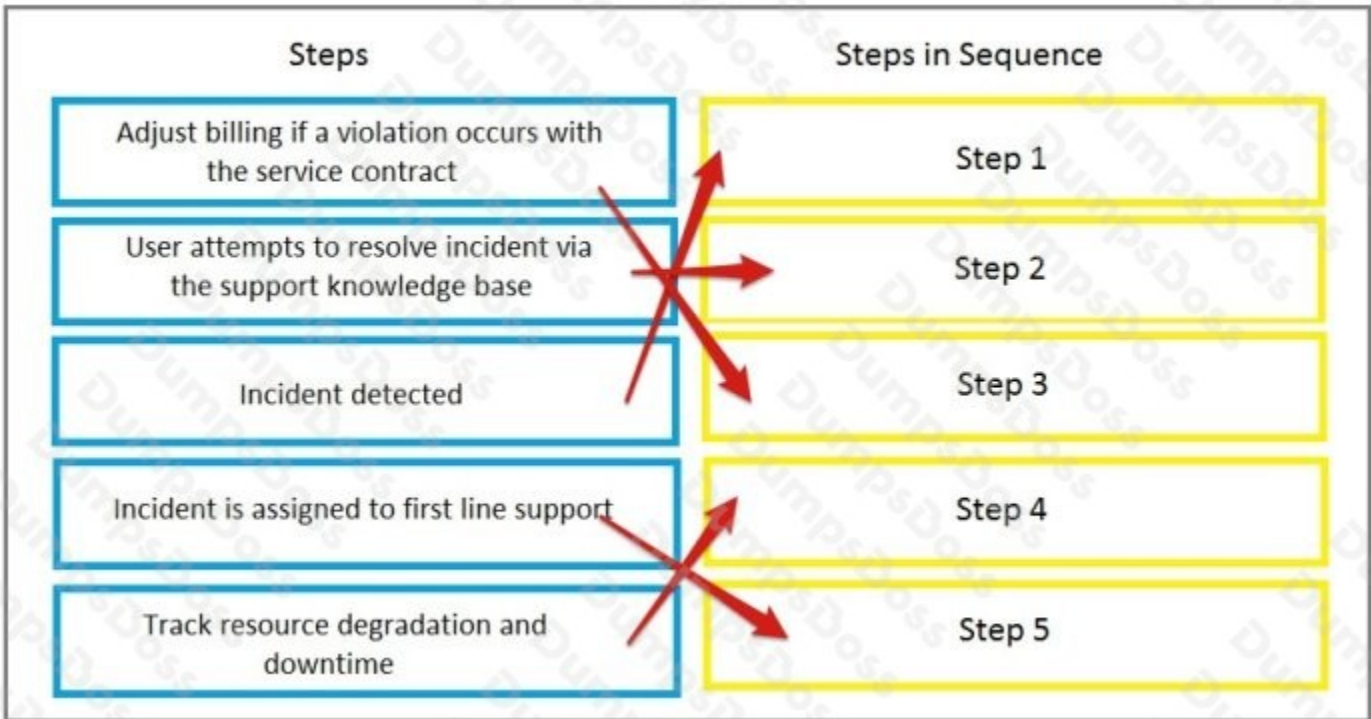 Steps
Steps in Sequence
Adjust billing if a violation occurs with
the service contract
Step 1
User attempts to resolve incident via
the support knowledge base
Step 2
Incident detected
Step 3
Incident is assigned to first line support
Step 4
Track resource degradation and
downtime
Step 5
DumpsDoss